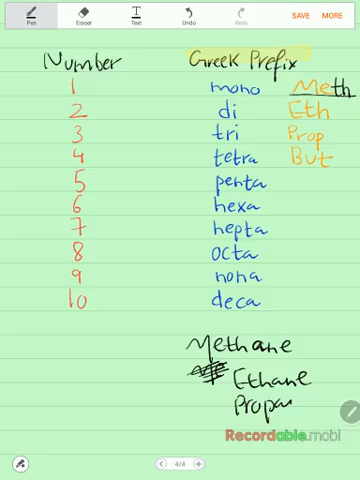 Pen Eraser Text Undo Redo SAVE MORE
Number Greek Prefix
1 mono Meth
2 di Eth
3 tri Prop
4 tetra But
5 penta
6 hexa
7 hepta
8 octa
9 nona
10 deca
Methane
Ethane
Propan
Recordable.mobi
4/4